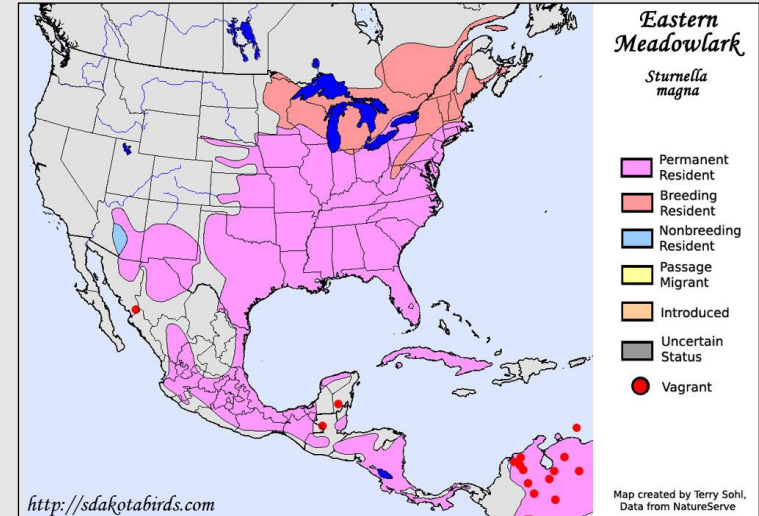 Eastern
Meadowlark
Sturnella
magna
Permanent
Resident
Breeding
Resident
Nonbreeding
Resident
Passage
Migrant
Introduced
Uncertain
Status
Vagrant
http://sdakotabirds.com
Map created by Terry Sohl,
Data from NatureServe